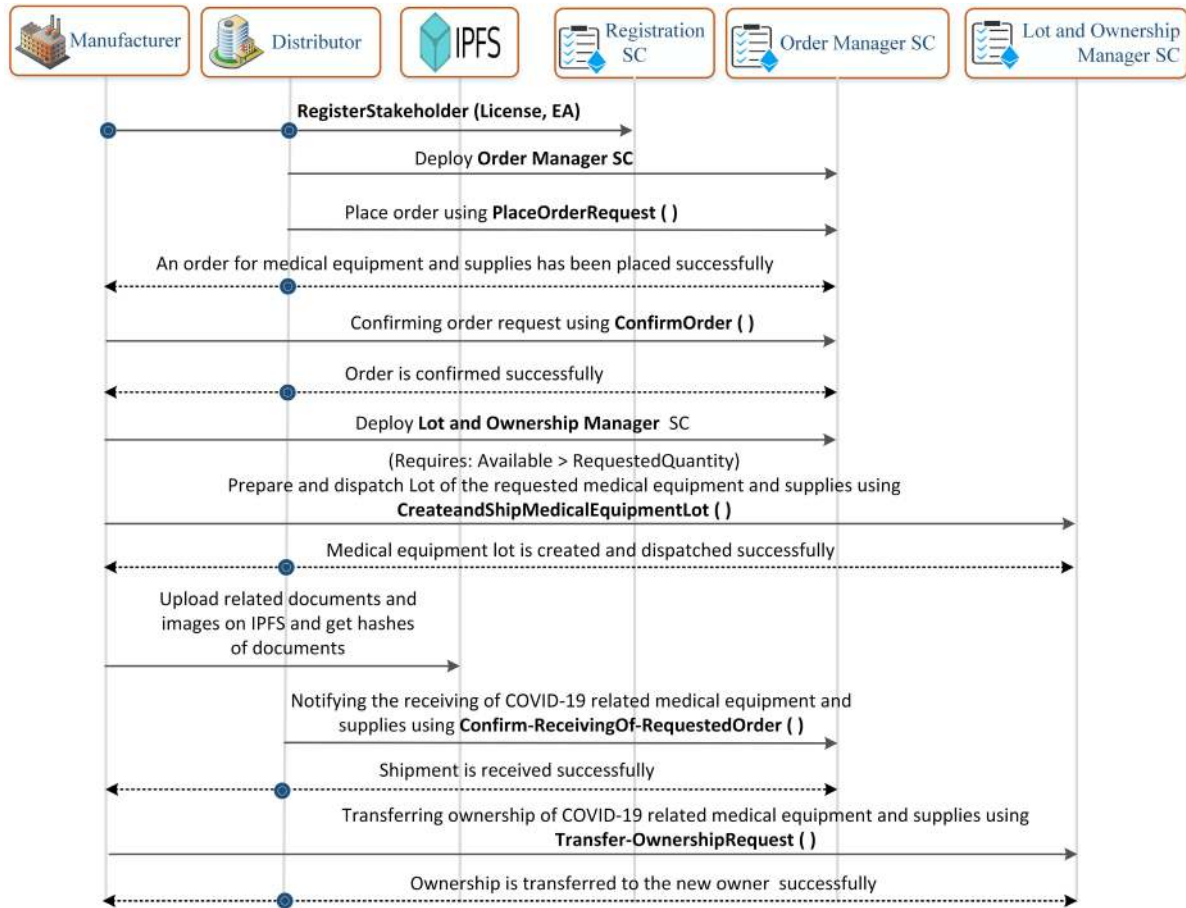 Manufacturer
Distributor
IPFS
Registration
SC
Order Manager SC
Lot and Ownership
Manager SC
RegisterStakeholder (License, EA)
Deploy Order Manager SC
Place order using PlaceOrderRequest ( )
An order for medical equipment and supplies has been placed successfully
Confirming order request using ConfirmOrder ( )
Order is confirmed successfully
Deploy Lot and Ownership Manager SC
(Requires: Available > RequestedQuantity)
Prepare and dispatch Lot of the requested medical equipment and supplies using
CreateandShipMedicalEquipmentLot ( )
Medical equipment lot is created and dispatched successfully
Upload related documents and
images on IPFS and get hashes
of documents
Notifying the receiving of COVID-19 related medical equipment and
supplies using Confirm-ReceivingOf-RequestedOrder ( )
Shipment is received successfully
Transferring ownership of COVID-19 related medical equipment and supplies using
Transfer-OwnershipRequest ( )
Ownership is transferred to the new owner successfully